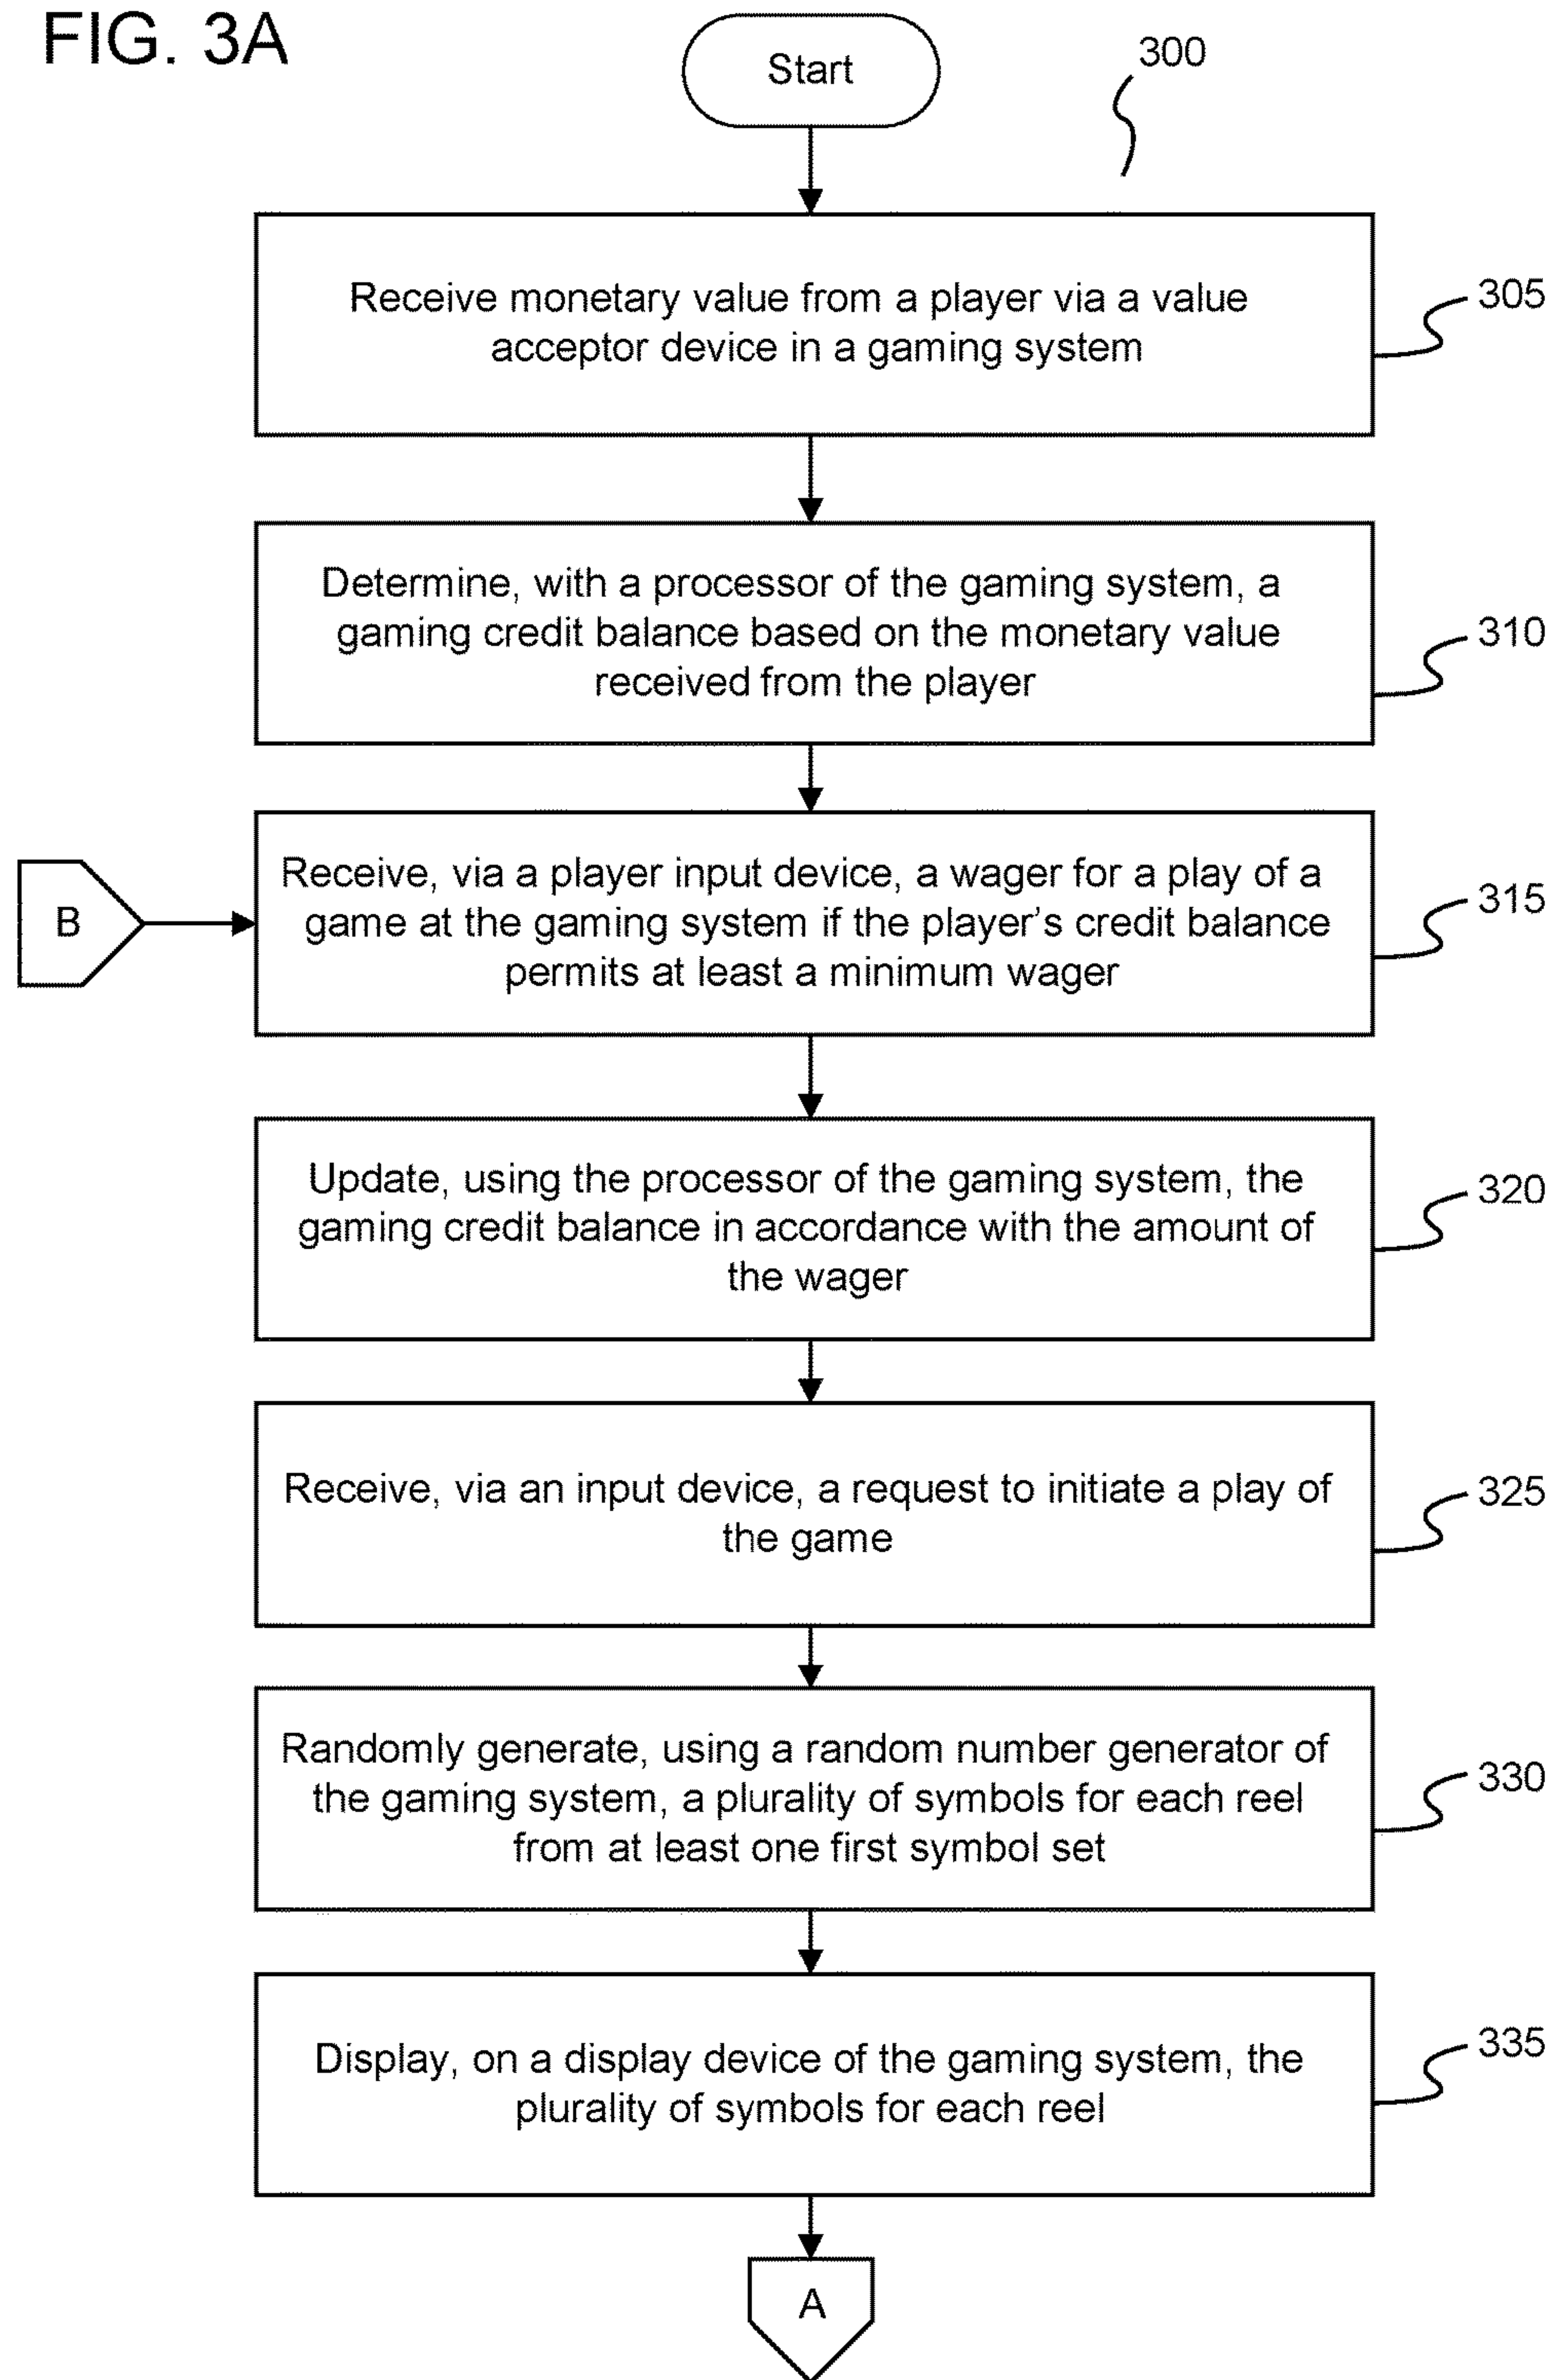 FIG. 3A
Start
300
Receive monetary value from a player via a value
acceptor device in a gaming system
305
Determine, with a processor of the gaming system, a
gaming credit balance based on the monetary value
received from the player
310
Receive, via a player input device, a wager for a play of a
game at the gaming system if the player's credit balance
permits at least a minimum wager
315
B
Update, using the processor of the gaming system, the
gaming credit balance in accordance with the amount of
the wager
320
Receive, via an input device, a request to initiate a play of
the game
325
Randomly generate, using a random number generator of
the gaming system, a plurality of symbols for each reel
from at least one first symbol set
330
Display, on a display device of the gaming system, the
plurality of symbols for each reel
335
A